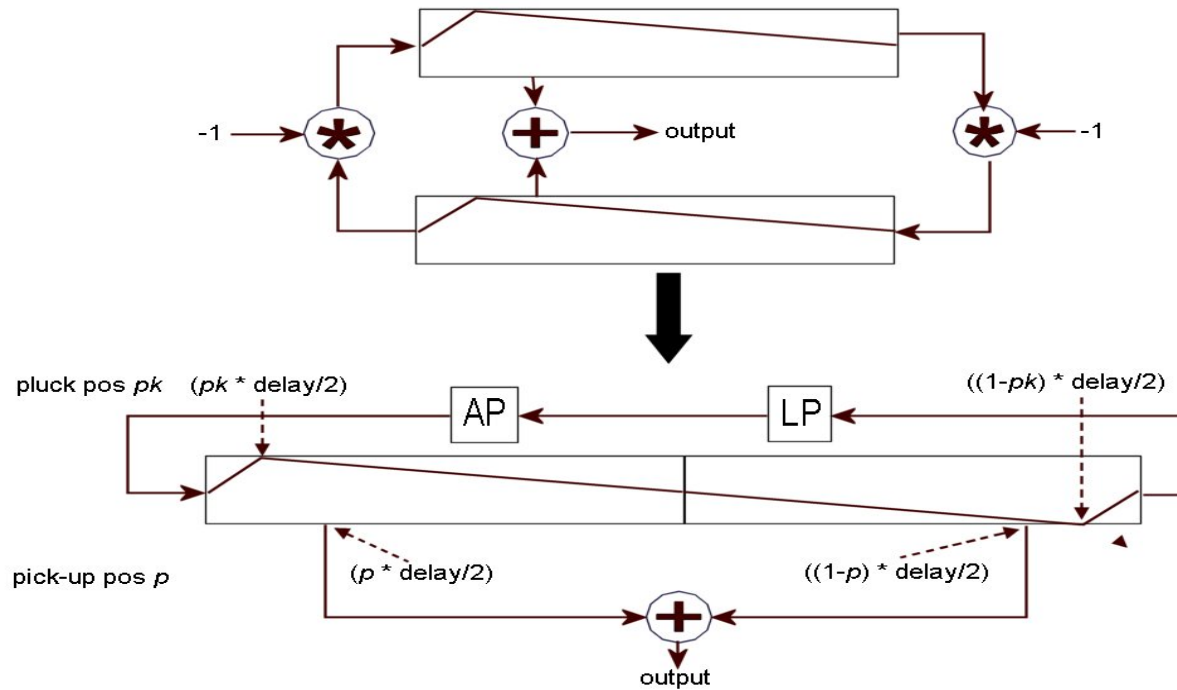 -1
output
-1
pluck pos pk (pk * delay/2)
((1-pk) * delay/2)
AP
LP
pick-up pos p
(p * delay/2)
((1-p) * delay/2)
output